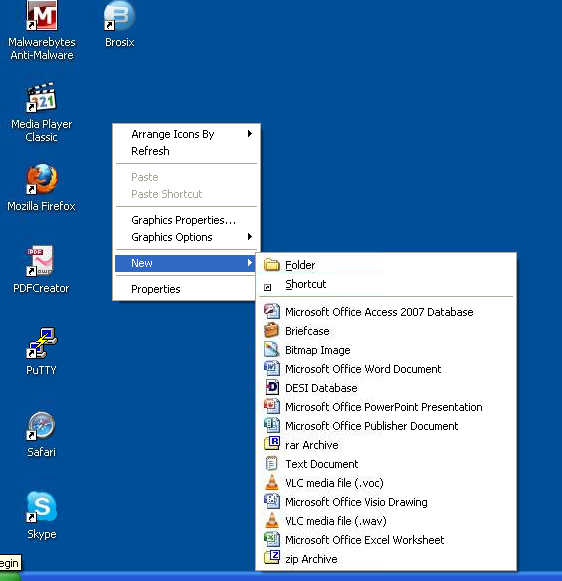 Malwarebytes
Anti-Malware
Brosix
Media Player
Classic
Mozilla Firefox
PDFCreator
PuTTY
Safari
Skype
egin
Arrange Icons By
Refresh
Paste
Paste Shortcut
Graphics Properties...
Graphics Options
New
Properties
Folder
Shortcut
Microsoft Office Access 2007 Database
Briefcase
Bitmap Image
Microsoft Office Word Document
DESI Database
Microsoft Office PowerPoint Presentation
Microsoft Office Publisher Document
rar Archive
Text Document
VLC media file (.voc)
Microsoft Office Visio Drawing
VLC media file (.wav)
Microsoft Office Excel Worksheet
zip Archive